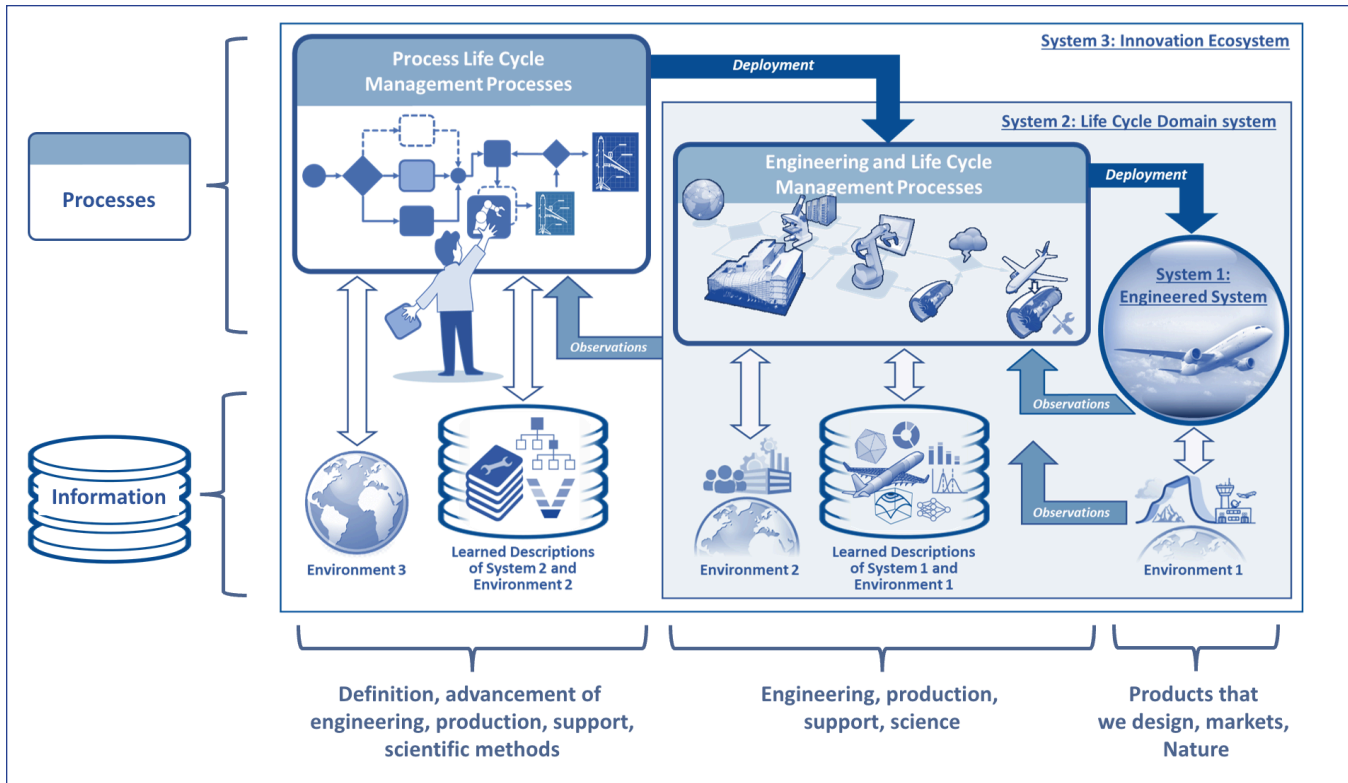 System 3: Innovation Ecosystem
Process Life Cycle
Management Processes
Deployment
System 2: Life Cycle Domain system
Engineering and Life Cycle
Management Processes
Deployment
Processes
System 1:
Engineered System
Observations
Observations
Observations
Information
Environment 3
Learned Descriptions
of System 2 and
Environment 2
Environment 2
Learned Descriptions
of System 1 and
Environment 1
Environment 1
Definition, advancement of
engineering, production, support,
scientific methods
Engineering, production,
support, science
Products that
we design, markets,
Nature